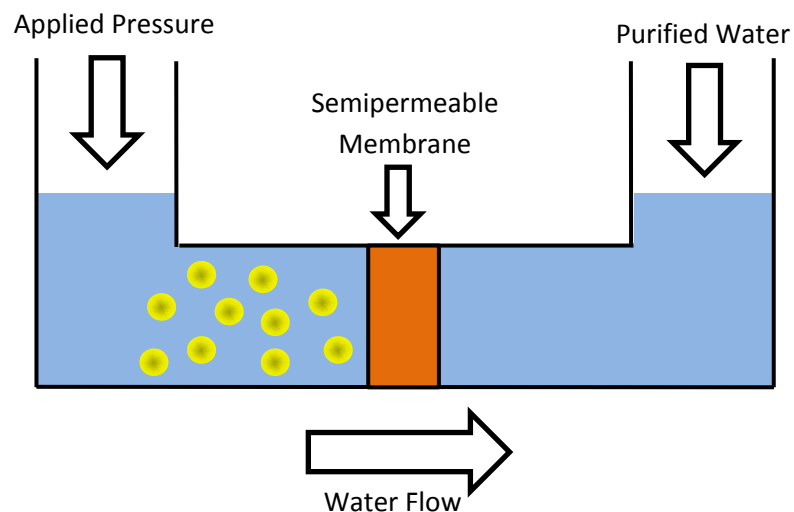 Applied Pressure
Purified Water
Semipermeable
Membrane
Water Flow